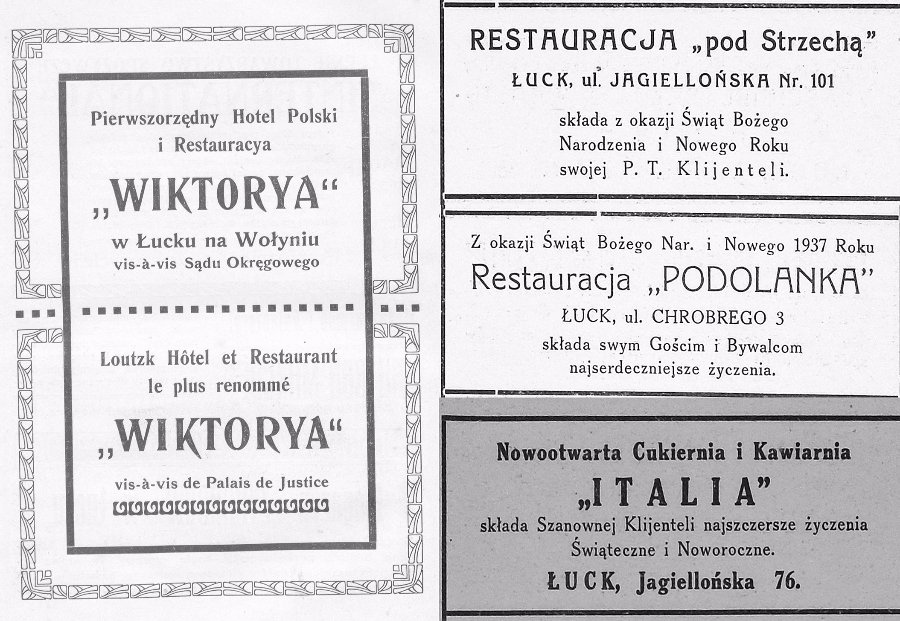 Pierwszorzędny Hotel Polski
i Restauracya
„WIKTORYA“
w Łucku na Wołyniu
vis-à-vis Sądu Okręgowego
Loutzk Hôtel et Restaurant
le plus renommé
„WIKTORYA“
vis-à-vis de Palais de Justice
RESTAURACJA „pod Strzechą”
ŁUCK, ul. JAGIELLOŃSKA Nr. 101
składa z okazji Świąt Bożego
Narodzenia i Nowego Roku
swojej P. T. Klijenteli.
Z okazji Świąt Bożego Nar. i Nowego 1937 Roku
Restauracja „PODOLANKA”
ŁUCK, ul. CHROBREGO 3
składa swym Gościm i Bywalcom
najserdeczniejsze życzenia.
Nowootwarta Cukiernia i Kawiarnia
„ITALIA”
składa Szanownej Klijenteli najszczersze życzenia
Świąteczne i Noworoczne.
ŁUCK, Jagiellońska 76.